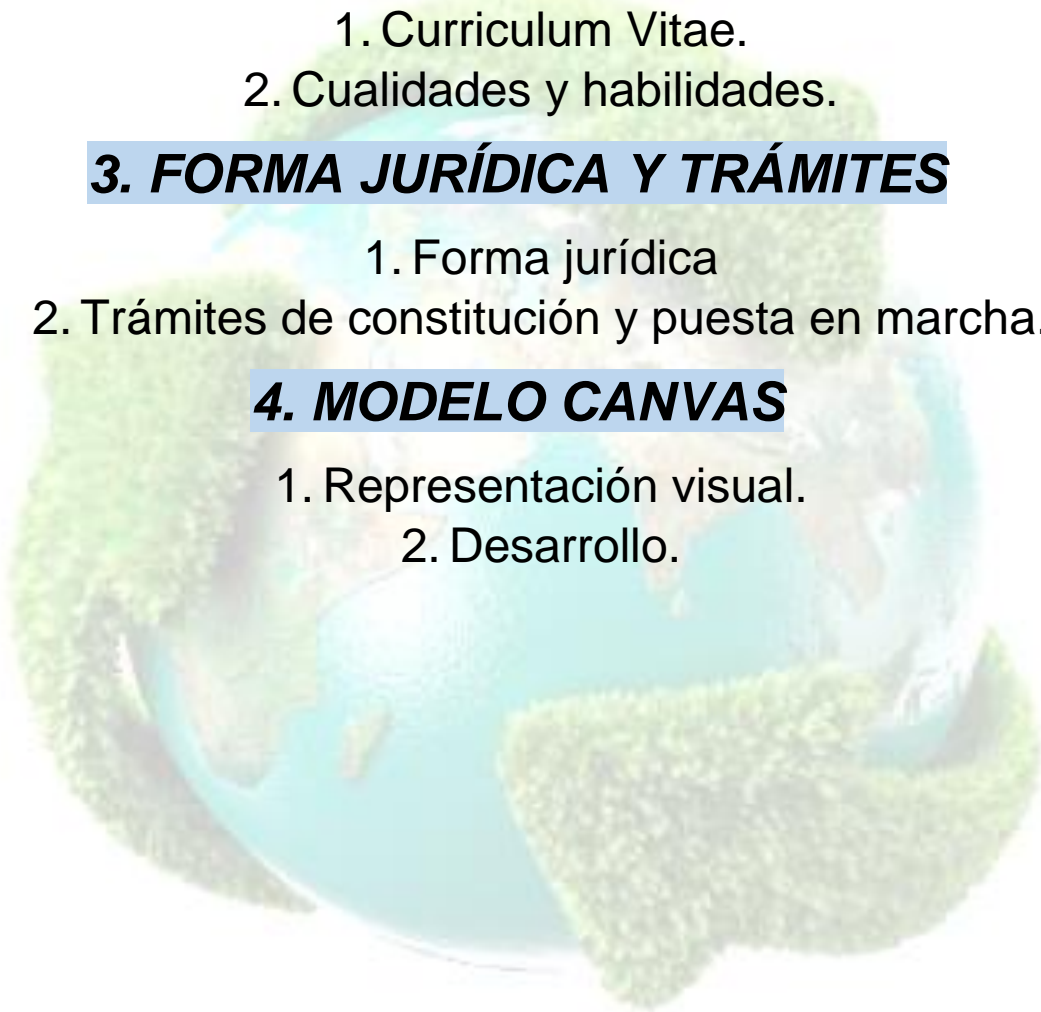 1. Curriculum Vitae.
2. Cualidades y habilidades.
3. FORMA JURÍDICA Y TRÁMITES
1. Forma jurídica
2. Trámites de constitución y puesta en marcha.
4. MODELO CANVAS
1. Representación visual.
2. Desarrollo.